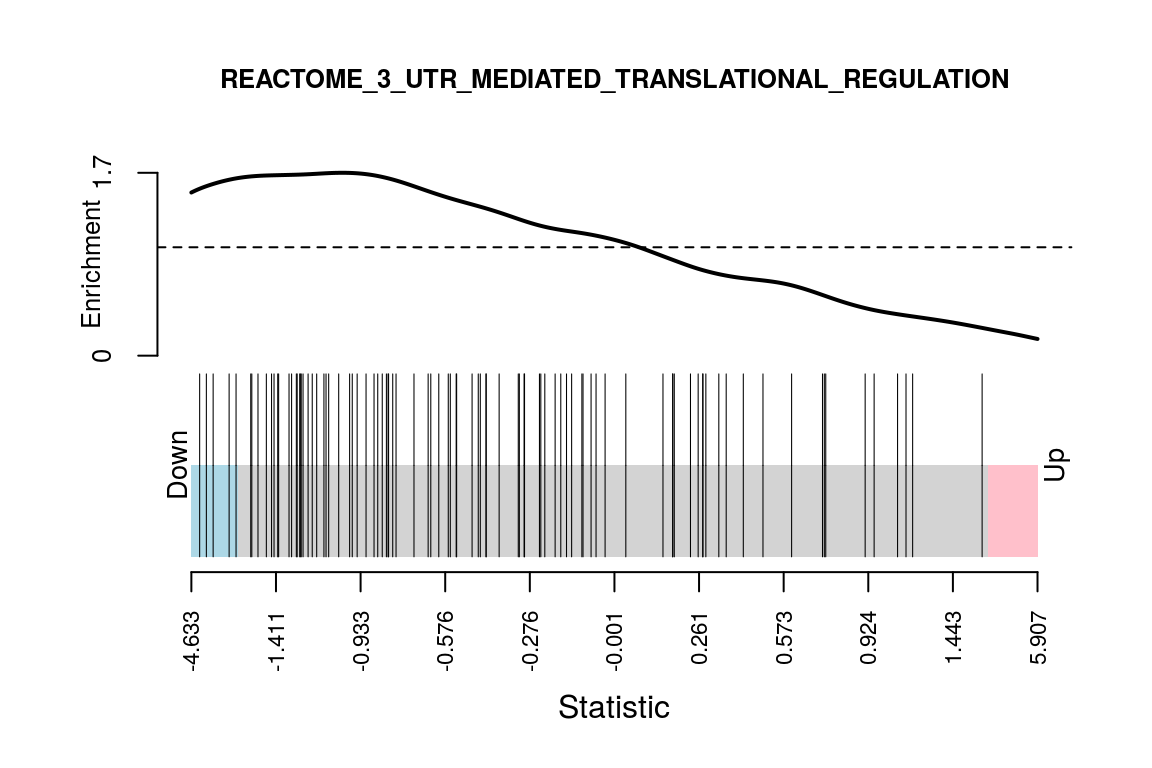 REACTOME_3_UTR_MEDIATED_TRANSLATIONAL_REGULATION
1.7
Enrichment
0
Down
Up
-4.633
-1.411
-0.933
-0.576
-0.276
-0.001
0.261
0.573
0.924
1.443
5.907
Statistic